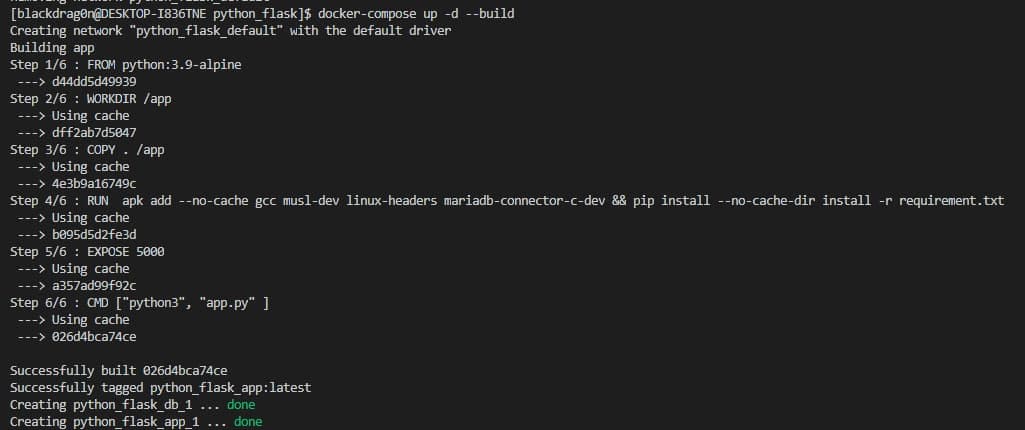 [blackdrag0n@DESKTOP-I836TNE python_flask]$ docker-compose up -d --build
Creating network "python_flask_default" with the default driver
Building app
Step 1/6 : FROM python:3.9-alpine
---> d44dd5d49939
Step 2/6 : WORKDIR /app
---> Using cache
---> dff2ab7d5047
Step 3/6 : COPY . /app
---> Using cache
---> 4e3b9a16749c
Step 4/6 : RUN  apk add --no-cache gcc musl-dev linux-headers mariadb-connector-c-dev && pip install --no-cache-dir install -r requirement.txt
---> Using cache
---> b095d5d2fe3d
Step 5/6 : EXPOSE 5000
---> Using cache
---> a357ad99f92c
Step 6/6 : CMD ["python3", "app.py" ]
---> Using cache
---> 026d4bca74ce
Successfully built 026d4bca74ce
Successfully tagged python_flask_app:latest
Creating python_flask_db_1 ... done
Creating python_flask_app_1 ... done